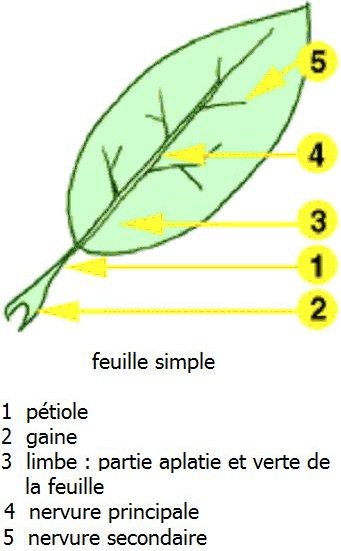 5
4
3
1
2
feuille simple
1 pétiole
2 gaine
3 limbe : partie aplatie et verte de
la feuille
4 nervure principale
5 nervure secondaire